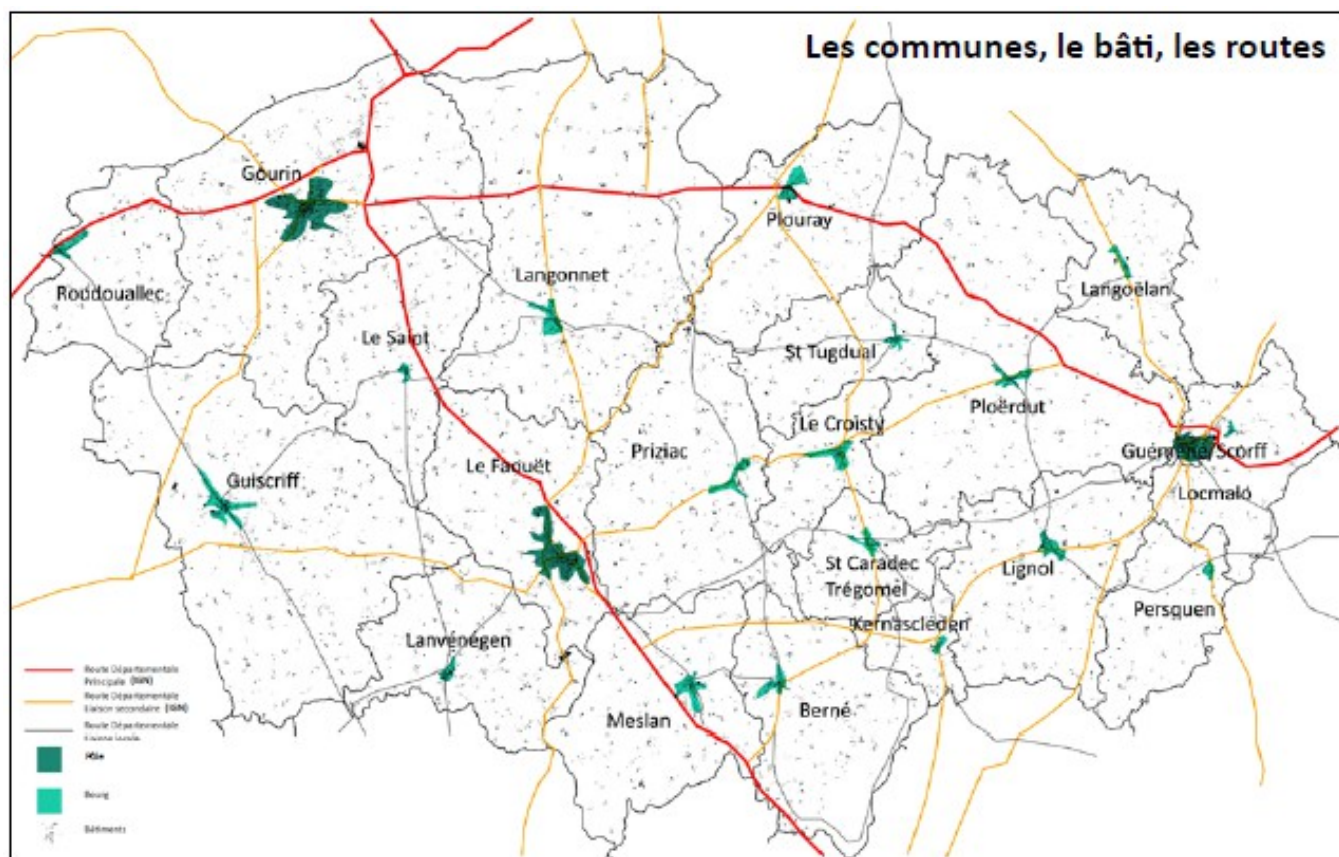 Les communes, le bâti, les routes
Gourin
Plouray
Roudouallec
Langonnet
Langoëlan
Le Saint
St Tugdual
Ploërdut
Le Croisty
Priziac
Le Faouët
Guiscriff
Guémené/Scorff
Locmalo
St Caradec
Trégomel
Lignol
Persquen
Kernascléden
Lanvénégen
Meslan
Berné
Route Départementale
Principale (IGN)
Route Départementale
Liaison secondaire (IGN)
Route Départementale
Pôle
Bourg
Bâtiments